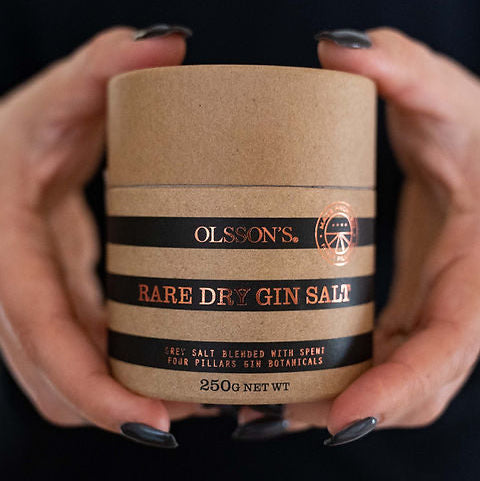 OLSSON'S®
RARE DRY GIN SALT
GREY SALT BLENDED WITH SPENT
FOUR PILLARS GIN BOTANICALS
250G NET WT